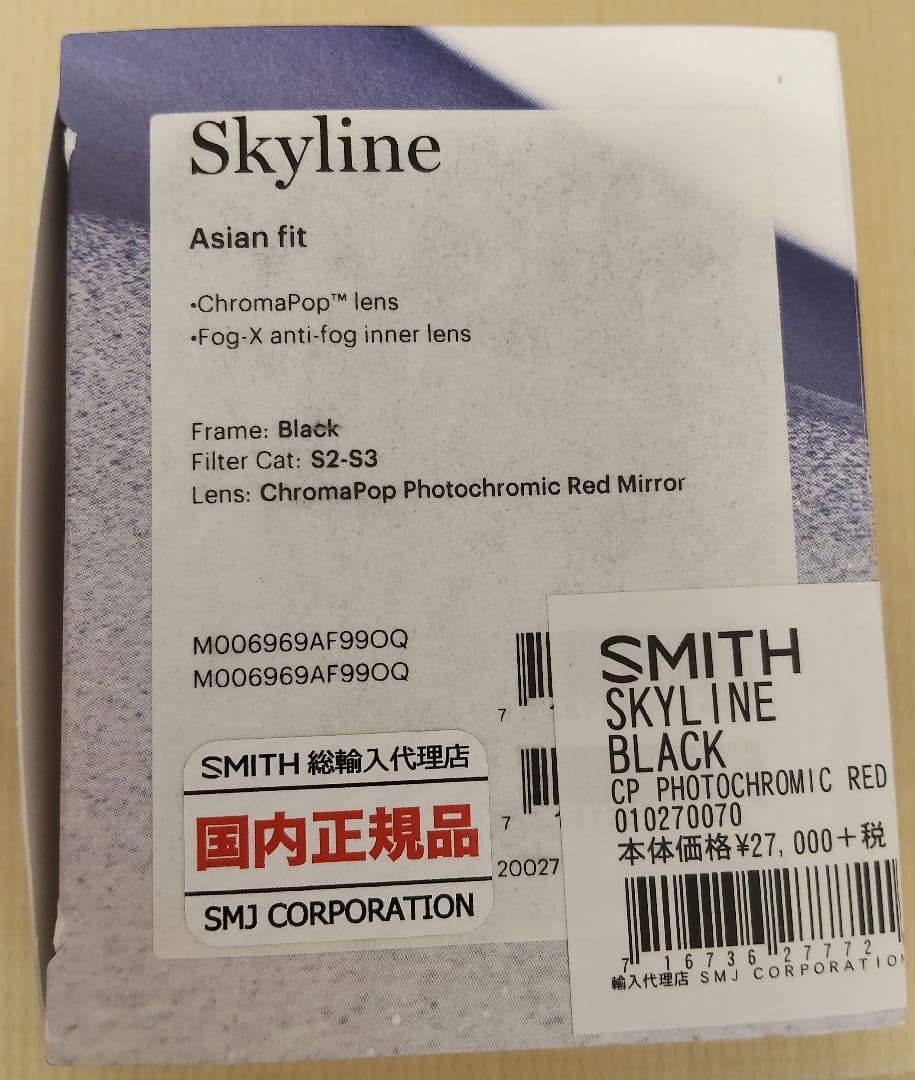 Skyline
Asian fit
•ChromaPop™ lens
•Fog-X anti-fog inner lens
Frame: Black
Filter Cat: S2-S3
Lens: ChromaPop Photochromic Red Mirror
M006969AF99OQ
M006969AF99OQ
7
7
20027
SMITH 総輸入代理店
国内正規品
SMJ CORPORATION
SMITH
SKYLINE
BLACK
CP PHOTOCHROMIC RED
010270070
本体価格¥27,000+税
7 16736 27772
輸入代理店 SMJ CORPORATION